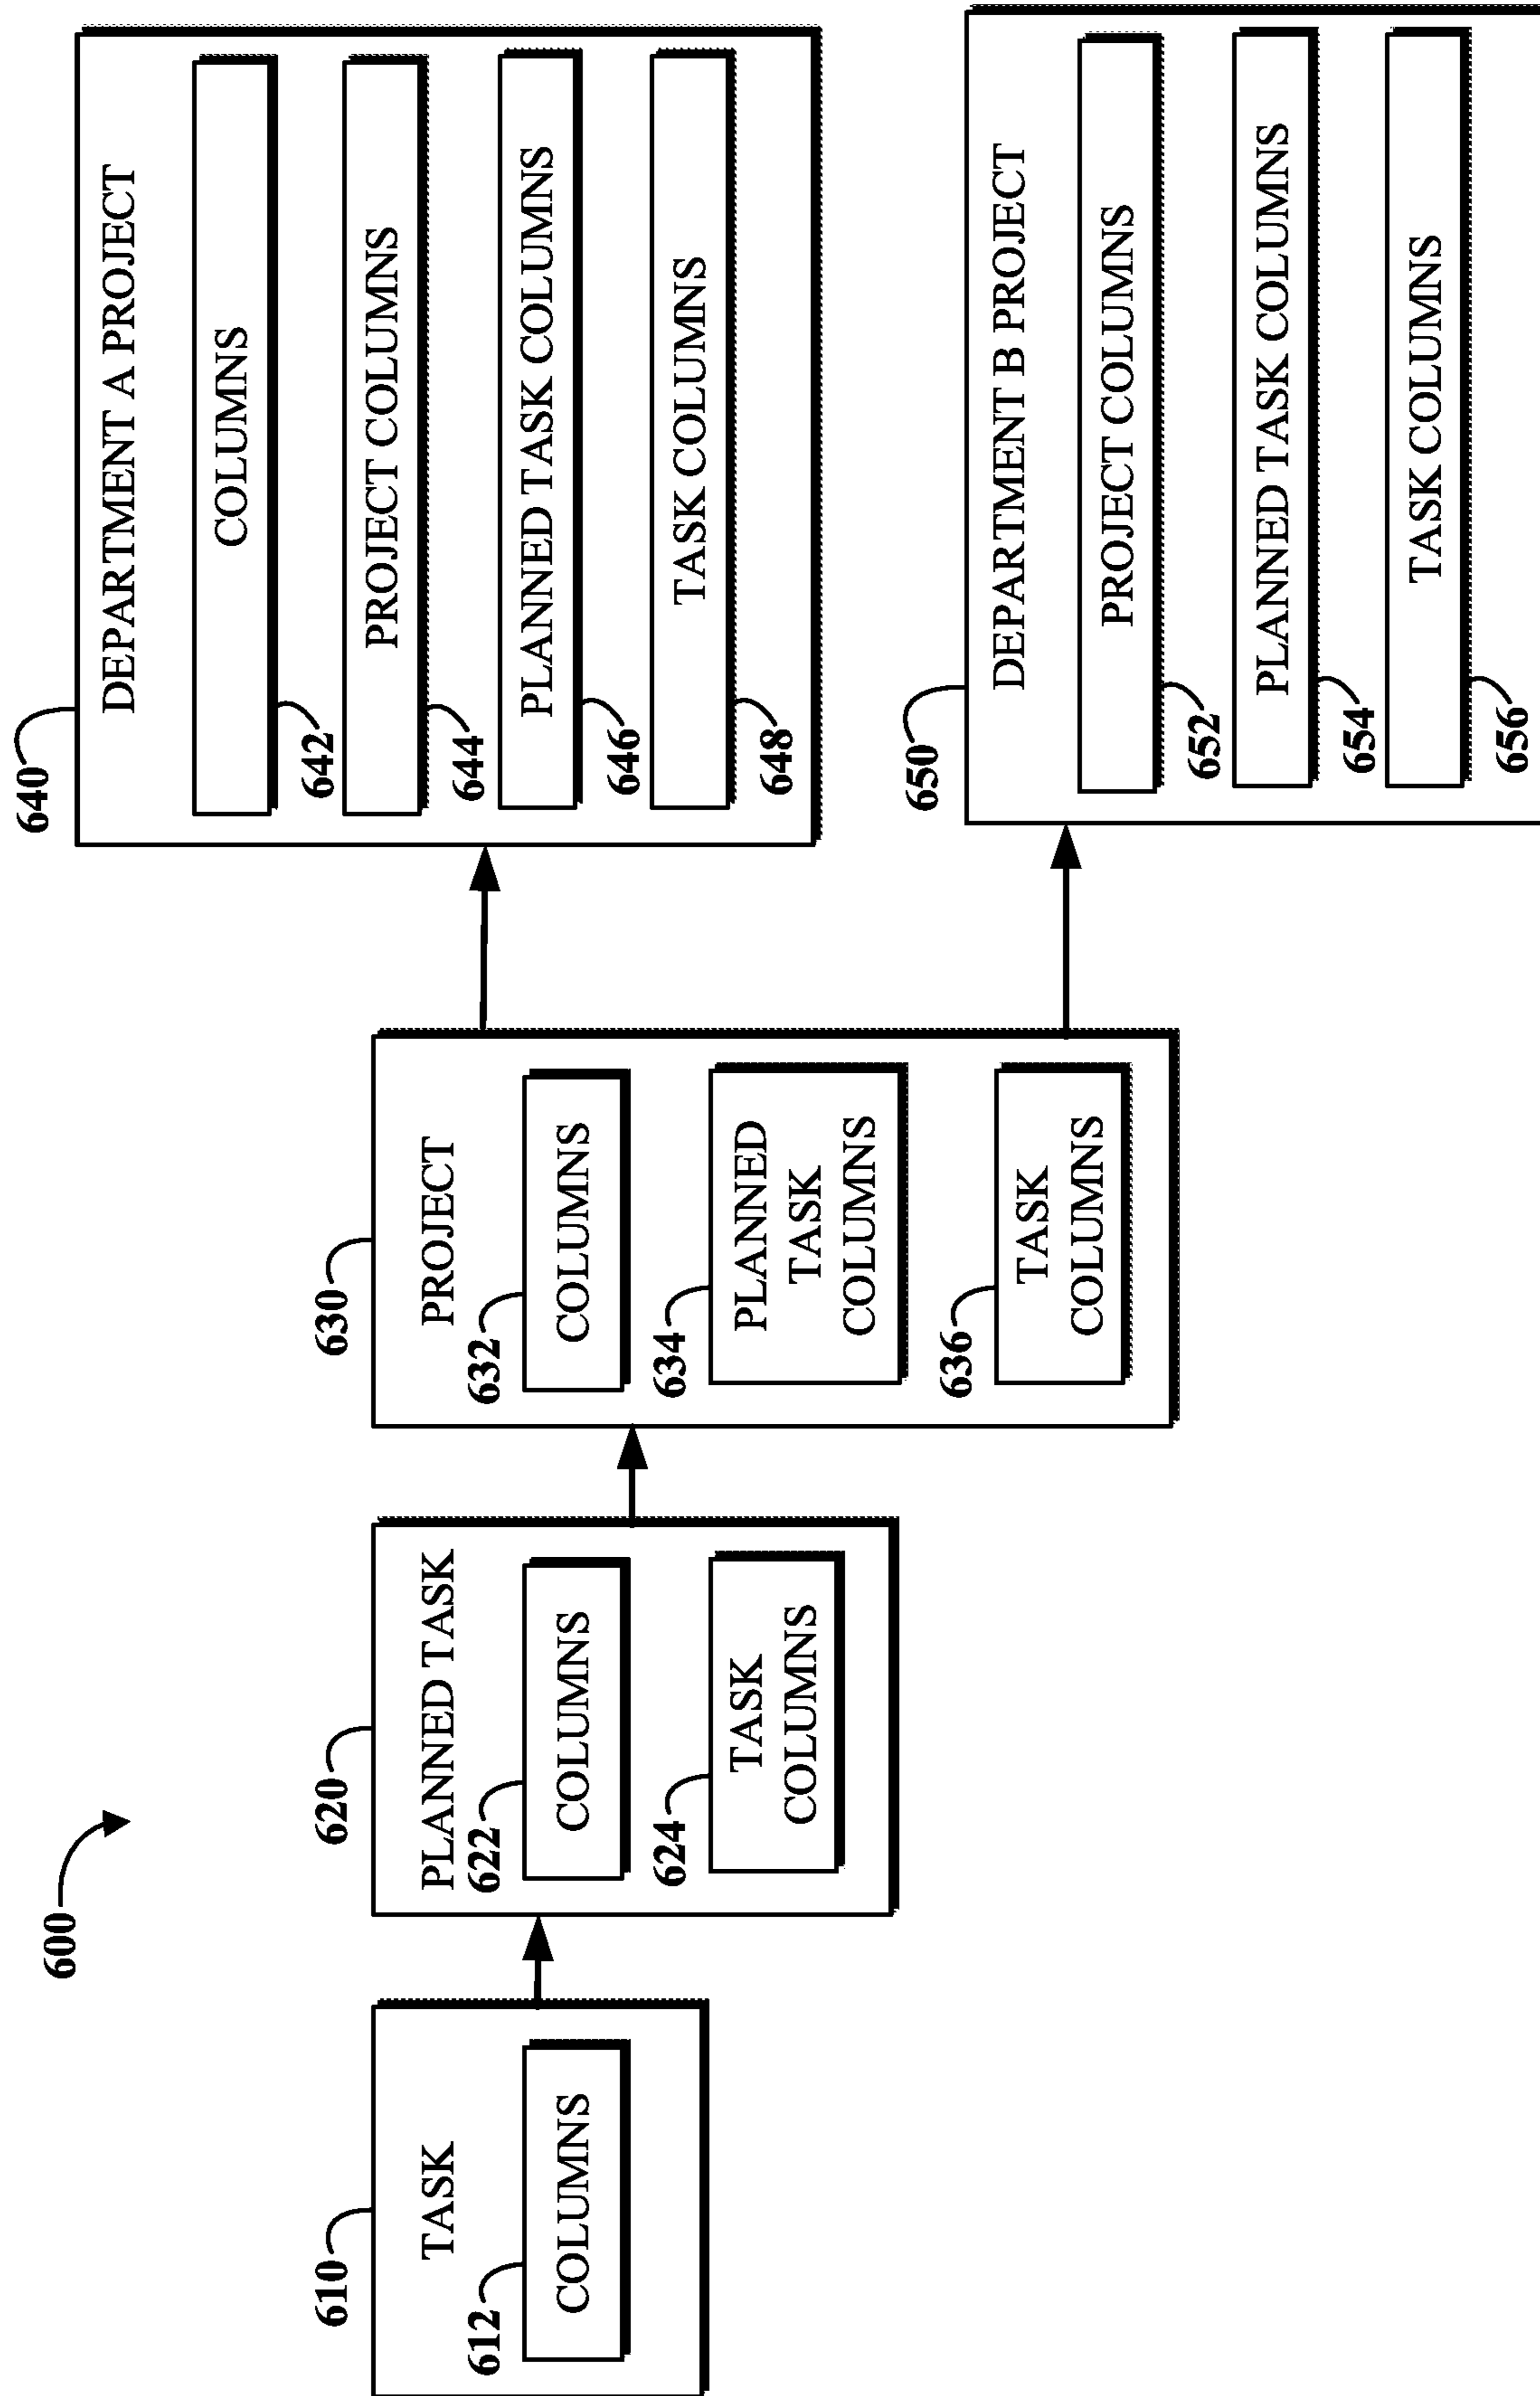 600
610
TASK
612
COLUMNS
620
PLANNED TASK
622
COLUMNS
624
TASK
COLUMNS
630
PROJECT
632
COLUMNS
634
PLANNED
TASK
COLUMNS
636
TASK
COLUMNS
640
DEPARTMENT A PROJECT
COLUMNS
642
PROJECT COLUMNS
644
PLANNED TASK COLUMNS
646
TASK COLUMNS
648
650
DEPARTMENT B PROJECT
PROJECT COLUMNS
652
PLANNED TASK COLUMNS
654
TASK COLUMNS
656